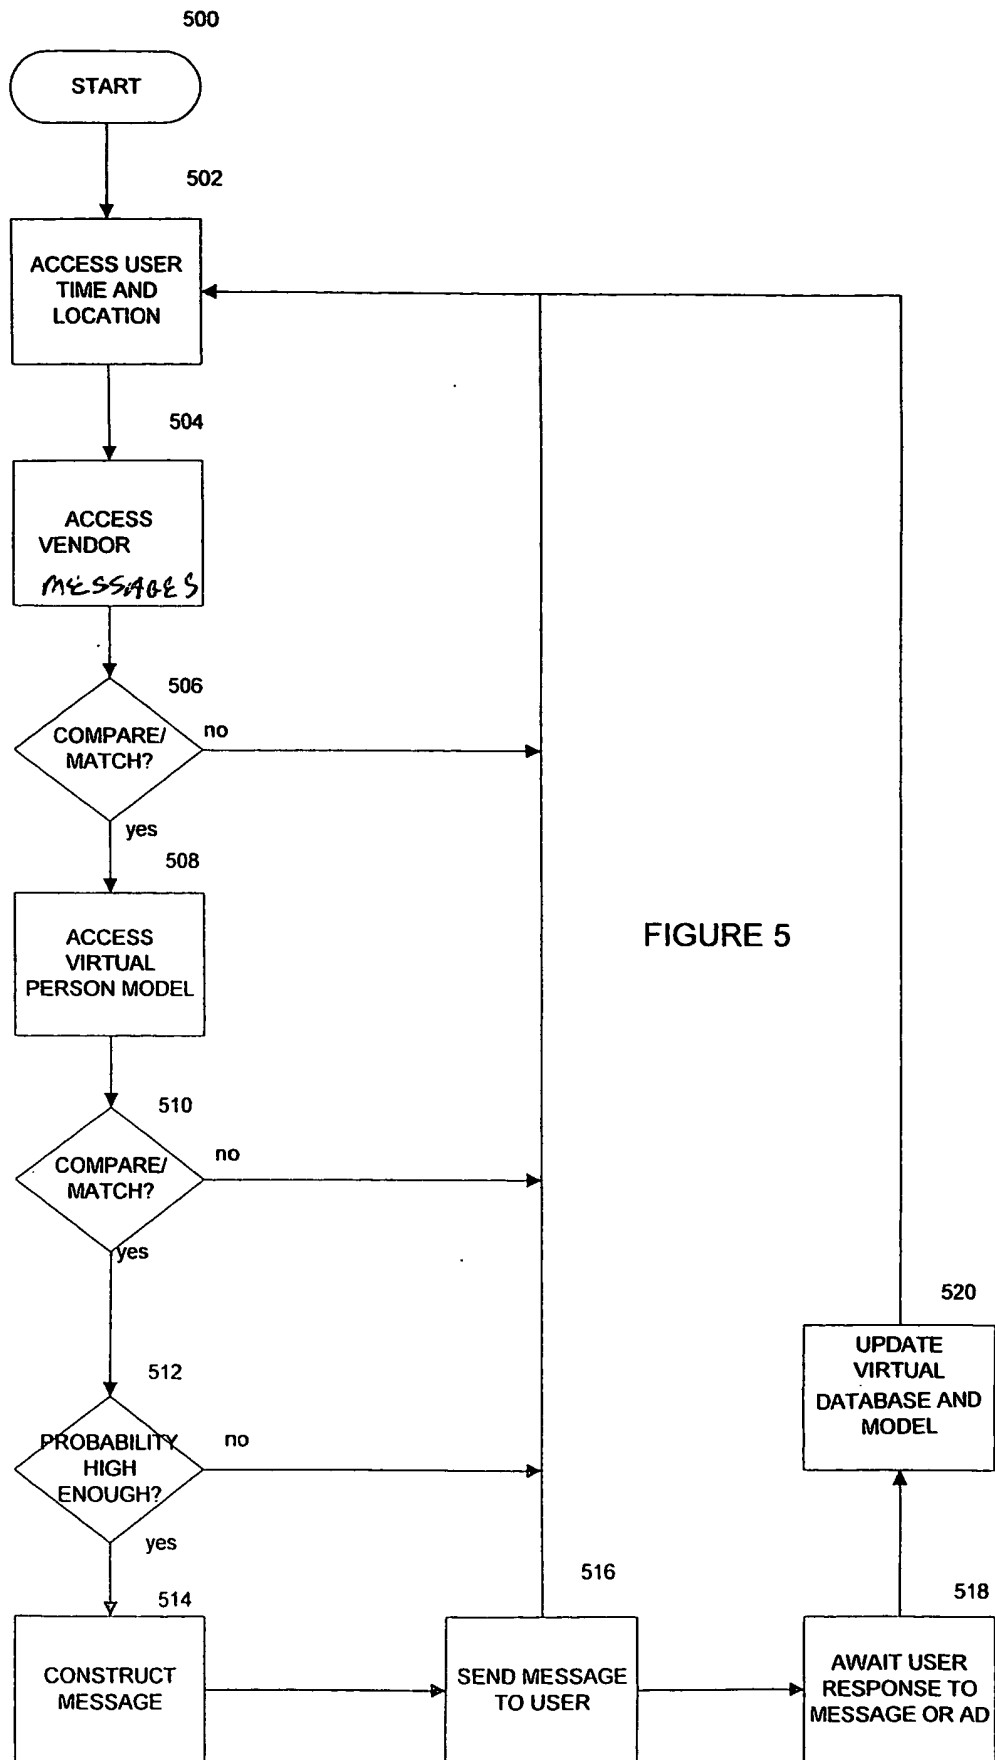 500
START
502
ACCESS USER
TIME AND
LOCATION
504
ACCESS
VENDOR
MESSAGES
506
COMPARE/
MATCH?
no
yes
508
ACCESS
VIRTUAL
PERSON MODEL
FIGURE 5
510
COMPARE/
MATCH?
no
yes
512
PROBABILITY
HIGH
ENOUGH?
no
yes
514
CONSTRUCT
MESSAGE
516
SEND MESSAGE
TO USER
518
AWAIT USER
RESPONSE TO
MESSAGE OR AD
520
UPDATE
VIRTUAL
DATABASE AND
MODEL